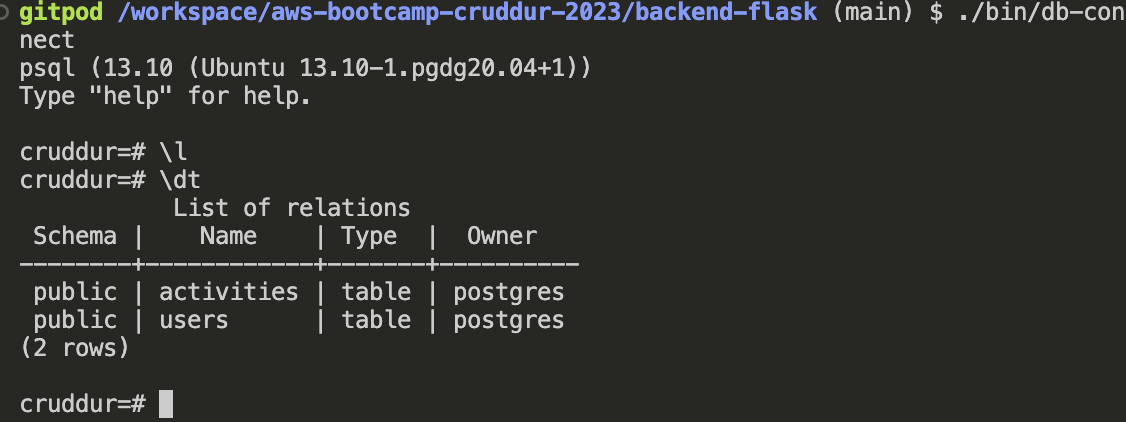 gitpod /workspace/aws-bootcamp-cruddur-2023/backend-flask (main) $ ./bin/db-con
nect
psql (13.10 (Ubuntu 13.10-1.pgdg20.04+1))
Type "help" for help.

cruddur=# \l
cruddur=# \dt
           List of relations
 Schema |    Name    | Type  |  Owner
--------+------------+-------+----------
 public | activities | table | postgres
 public | users      | table | postgres
(2 rows)

cruddur=#